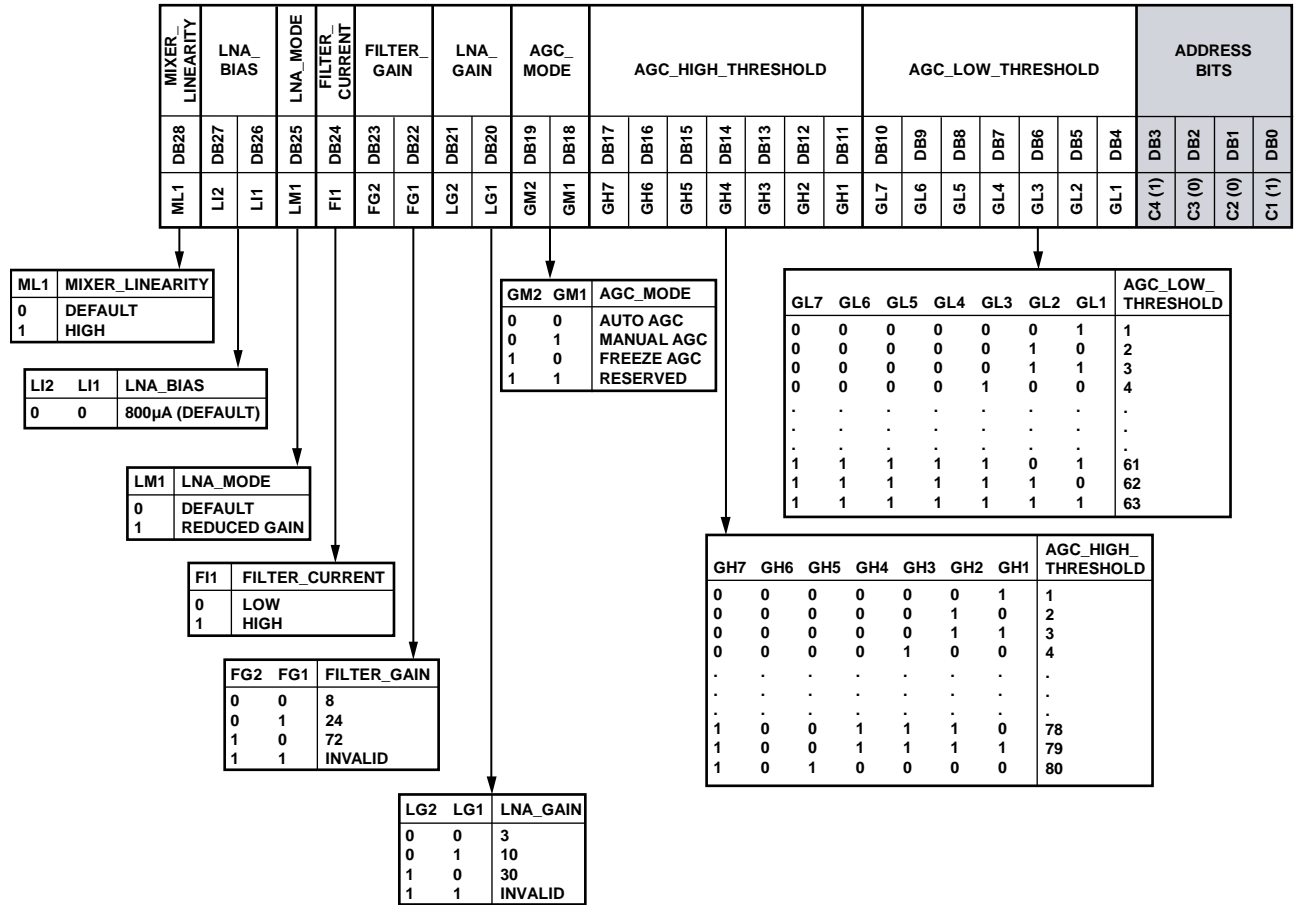 MIXER_
LINEARITY
LNA_
BIAS
LNA_MODE
FILTER_
CURRENT
FILTER_
GAIN
LNA_
GAIN
AGC_
MODE
AGC_HIGH_THRESHOLD
AGC_LOW_THRESHOLD
ADDRESS
BITS
DB28 DB27 DB26 DB25 DB24 DB23 DB22 DB21 DB20 DB19 DB18 DB17 DB16 DB15 DB14 DB13 DB12 DB11 DB10 DB9 DB8 DB7 DB6 DB5 DB4 DB3 DB2 DB1 DB0
ML1 LI2 LI1 LM1 FI1 FG2 FG1 LG2 LG1 GM2 GM1 GH7 GH6 GH5 GH4 GH3 GH2 GH1 GL7 GL6 GL5 GL4 GL3 GL2 GL1 C4 (1) C3 (0) C2 (0) C1 (1)
ML1 MIXER_LINEARITY
0 DEFAULT
1 HIGH
LI2 LI1 LNA_BIAS
0 0 800µA (DEFAULT)
LM1 LNA_MODE
0 DEFAULT
1 REDUCED GAIN
FI1 FILTER_CURRENT
0 LOW
1 HIGH
FG2 FG1 FILTER_GAIN
0 0 8
0 1 24
1 0 72
1 1 INVALID
LG2 LG1 LNA_GAIN
0 0 3
0 1 10
1 0 30
1 1 INVALID
GM2 GM1 AGC_MODE
0 0 AUTO AGC
0 1 MANUAL AGC
1 0 FREEZE AGC
1 1 RESERVED
GL7 GL6 GL5 GL4 GL3 GL2 GL1 AGC_LOW_
THRESHOLD
0 0 0 0 0 0 1 1
0 0 0 0 0 1 0 2
0 0 0 0 0 1 1 3
0 0 0 0 1 0 0 4
. . . . . . . .
. . . . . . . .
. . . . . . . .
1 1 1 1 1 0 1 61
1 1 1 1 1 1 0 62
1 1 1 1 1 1 1 63
GH7 GH6 GH5 GH4 GH3 GH2 GH1 AGC_HIGH_
THRESHOLD
0 0 0 0 0 0 1 1
0 0 0 0 0 1 0 2
0 0 0 0 0 1 1 3
0 0 0 0 1 0 0 4
. . . . . . . .
. . . . . . . .
. . . . . . . .
1 0 0 1 1 1 0 78
1 0 0 1 1 1 1 79
1 0 1 0 0 0 0 80